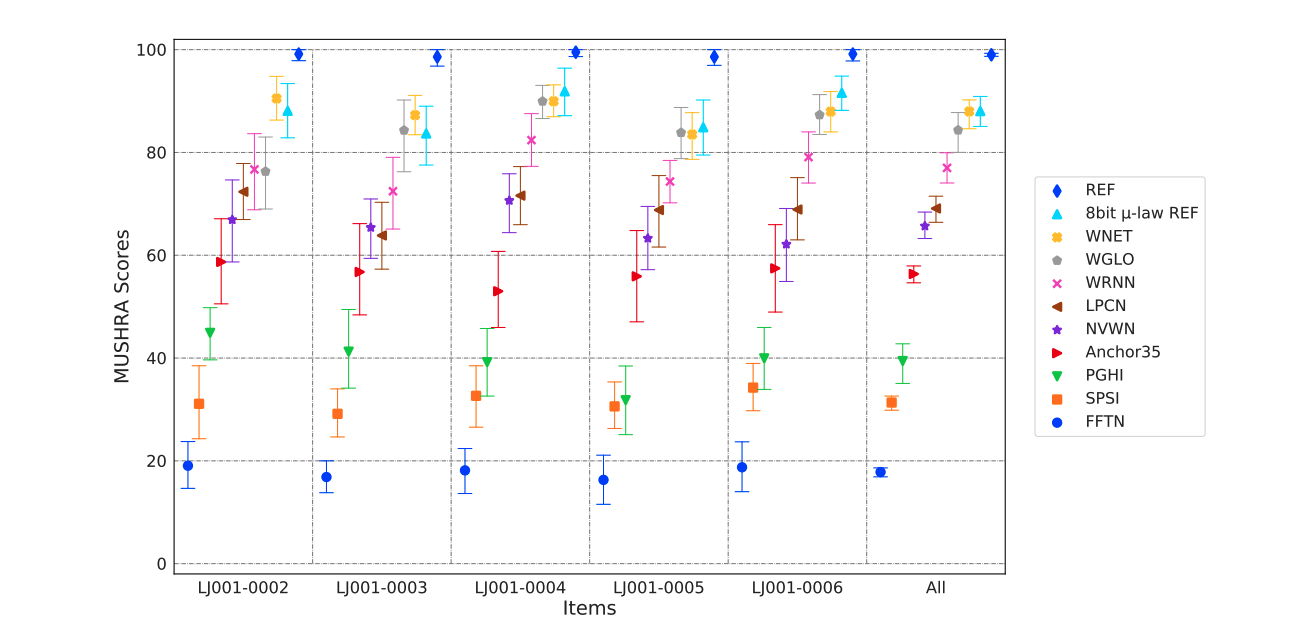 100
80
60
40
20
0
MUSHRA Scores
LJ001-0002 LJ001-0003 LJ001-0004 LJ001-0005 LJ001-0006 All
Items
REF
8bit μ-law REF
WNET
WGLO
WRNN
LPCN
NVWN
Anchor35
PGHI
SPSI
FFTN